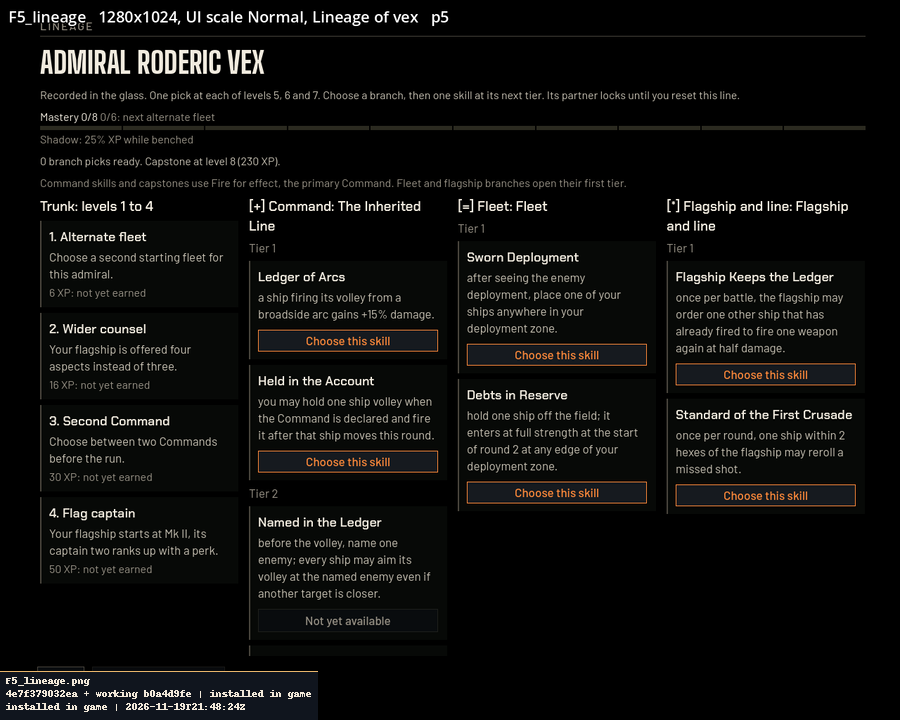 F5_lineage 1280x1024, UI scale Normal, Lineage of vex p5
LINEAGE
ADMIRAL RODERIC VEX
Recorded in the glass. One pick at each of levels 5, 6 and 7. Choose a branch, then one skill at its next tier. Its partner locks until you reset this line.
Mastery 0/8 0/6: next alternate fleet
Shadow: 25% XP while benched
0 branch picks ready. Capstone at level 8 (230 XP).
Command skills and capstones use Fire for effect, the primary Command. Fleet and flagship branches open their first tier.
Trunk: levels 1 to 4
1. Alternate fleet
Choose a second starting fleet for
this admiral.
6 XP: not yet earned
2. Wider counsel
Your flagship is offered four
aspects instead of three.
16 XP: not yet earned
3. Second Command
Choose between two Commands
before the run.
30 XP: not yet earned
4. Flag captain
Your flagship starts at Mk II, its
captain two ranks up with a perk.
50 XP: not yet earned
[+] Command: The Inherited
Line
Tier 1
Ledger of Arcs
a ship firing its volley from a
broadside arc gains +15% damage.
Choose this skill
Held in the Account
you may hold one ship volley when
the Command is declared and fire
it after that ship moves this round.
Choose this skill
Tier 2
Named in the Ledger
before the volley, name one
enemy; every ship may aim its
volley at the named enemy even if
another target is closer.
Not yet available
[=] Fleet: Fleet
Tier 1
Sworn Deployment
after seeing the enemy
deployment, place one of your
ships anywhere in your
deployment zone.
Choose this skill
Debts in Reserve
hold one ship off the field; it
enters at full strength at the start
of round 2 at any edge of your
deployment zone.
Choose this skill
[*] Flagship and line: Flagship
and line
Tier 1
Flagship Keeps the Ledger
once per battle, the flagship may
order one other ship that has
already fired to fire one weapon
again at half damage.
Choose this skill
Standard of the First Crusade
once per round, one ship within 2
hexes of the flagship may reroll a
missed shot.
Choose this skill
F5_lineage.png
4e7f379032ea + working b0a4d9fe | installed in game
installed in game | 2026-11-19T21:48:24Z